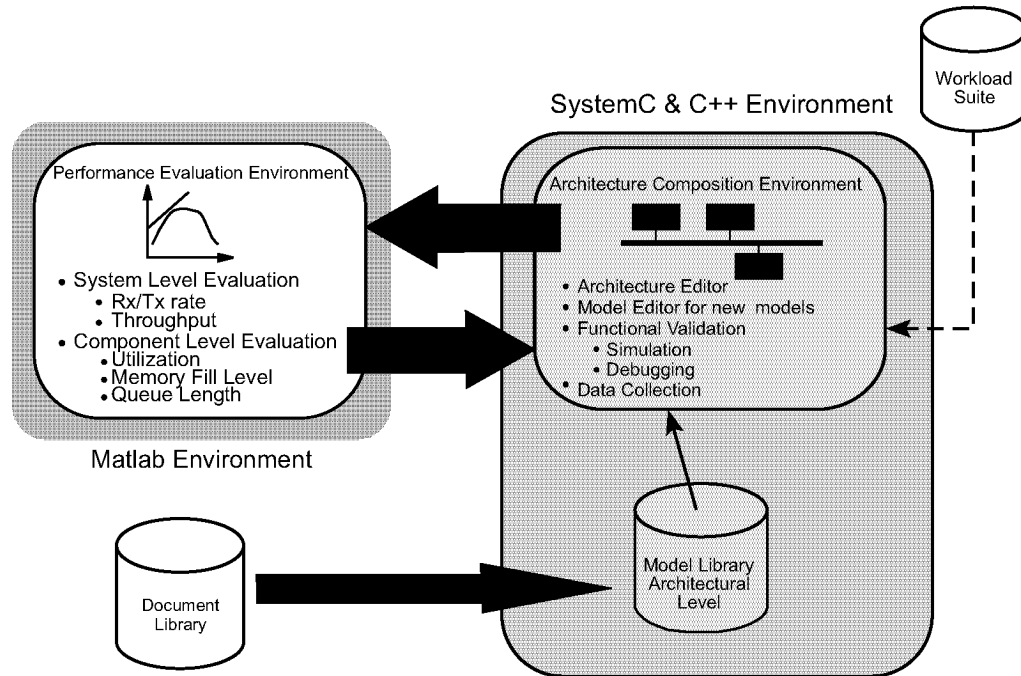 Workload
Suite
SystemC & C++ Environment
Performance Evaluation Environment
• System Level Evaluation
• Rx/Tx rate
• Throughput
• Component Level Evaluation
• Utilization
• Memory Fill Level
• Queue Length
Matlab Environment
Architecture Composition Environment
• Architecture Editor
• Model Editor for new models
• Functional Validation
• Simulation
• Debugging
• Data Collection
Document
Library
Model Library
Architectural
Level